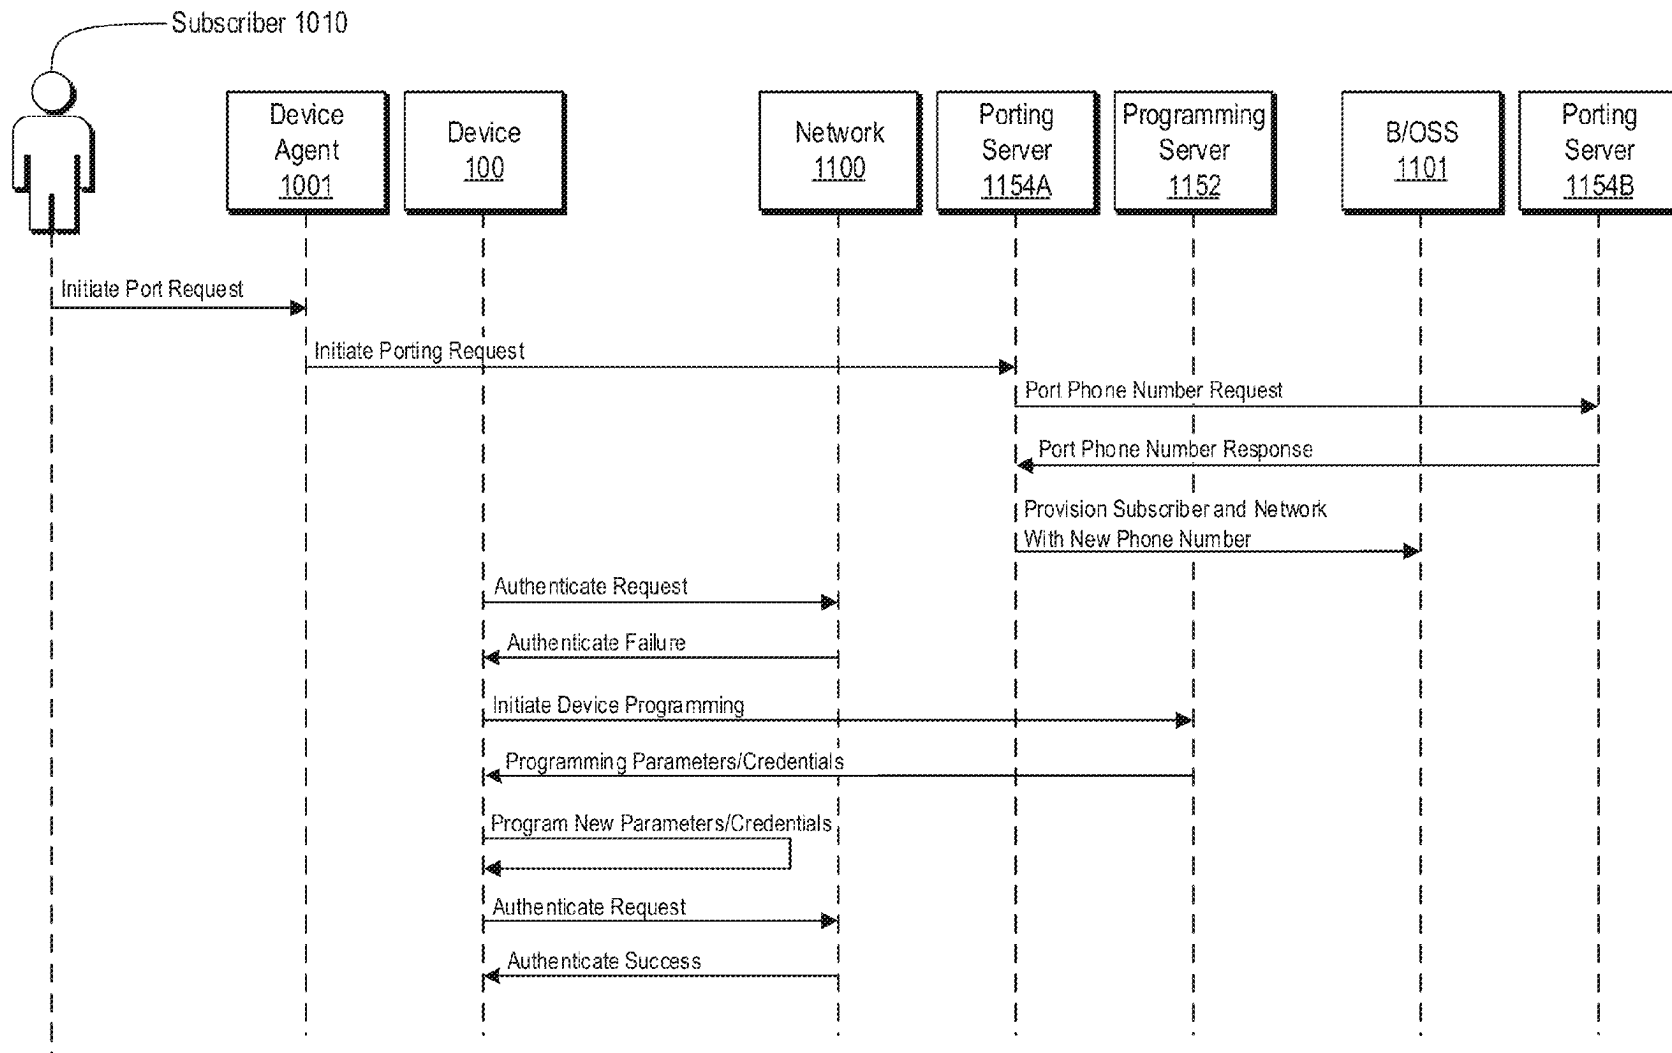 Subscriber 1010
Device
Agent
1001
Device
100
Network
1100
Porting
Server
1154A
Programming
Server
1152
B/OSS
1101
Porting
Server
1154B
Initiate Port Request
Initiate Porting Request
Port Phone Number Request
Port Phone Number Response
Provision Subscriber and Network
With New Phone Number
Authenticate Request
Authenticate Failure
Initiate Device Programming
Programming Parameters/Credentials
Program New Parameters/Credentials
Authenticate Request
Authenticate Success